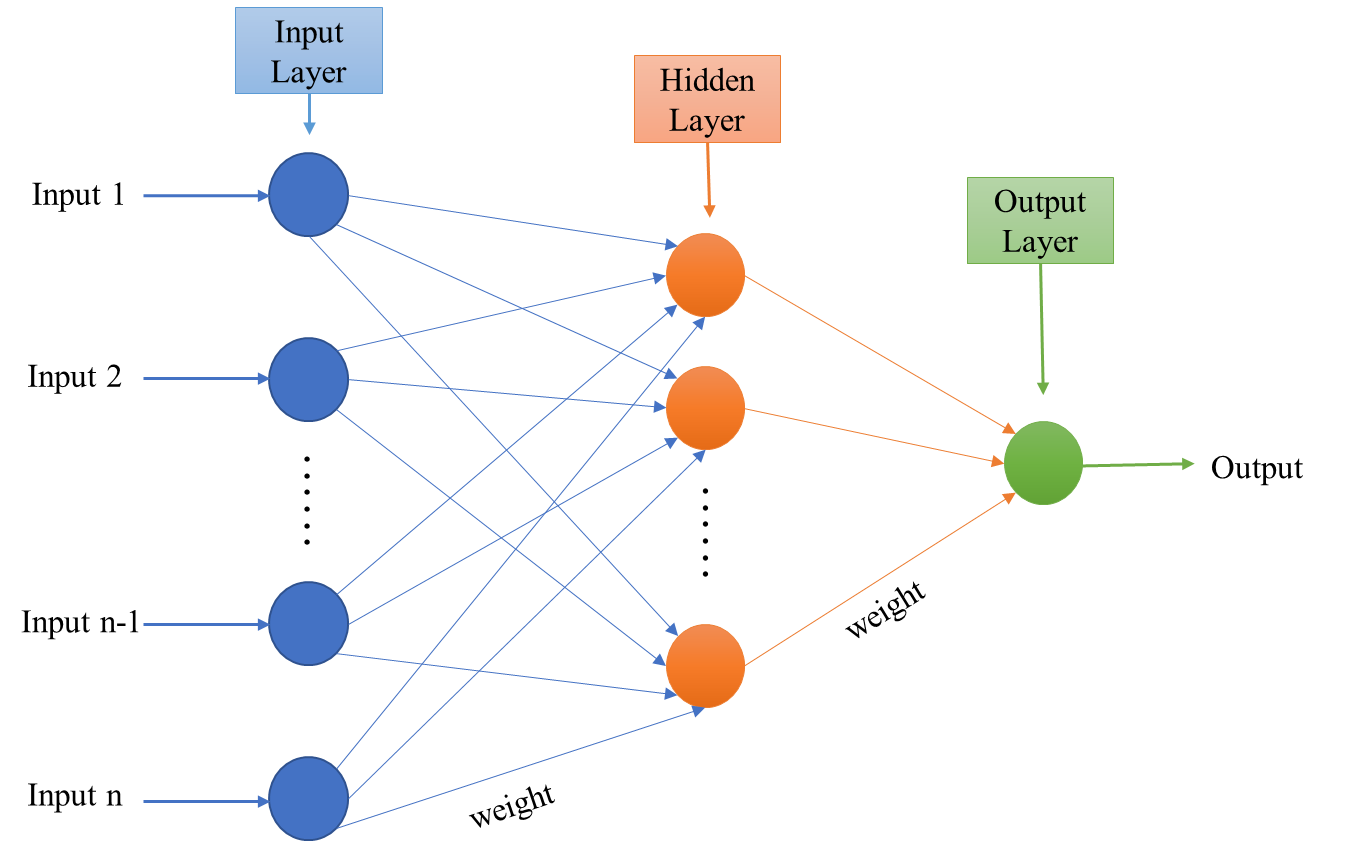 Input
Layer
Hidden
Layer
Output
Layer
Input 1
Input 2
Input n-1
Input n
Output
weight
weight